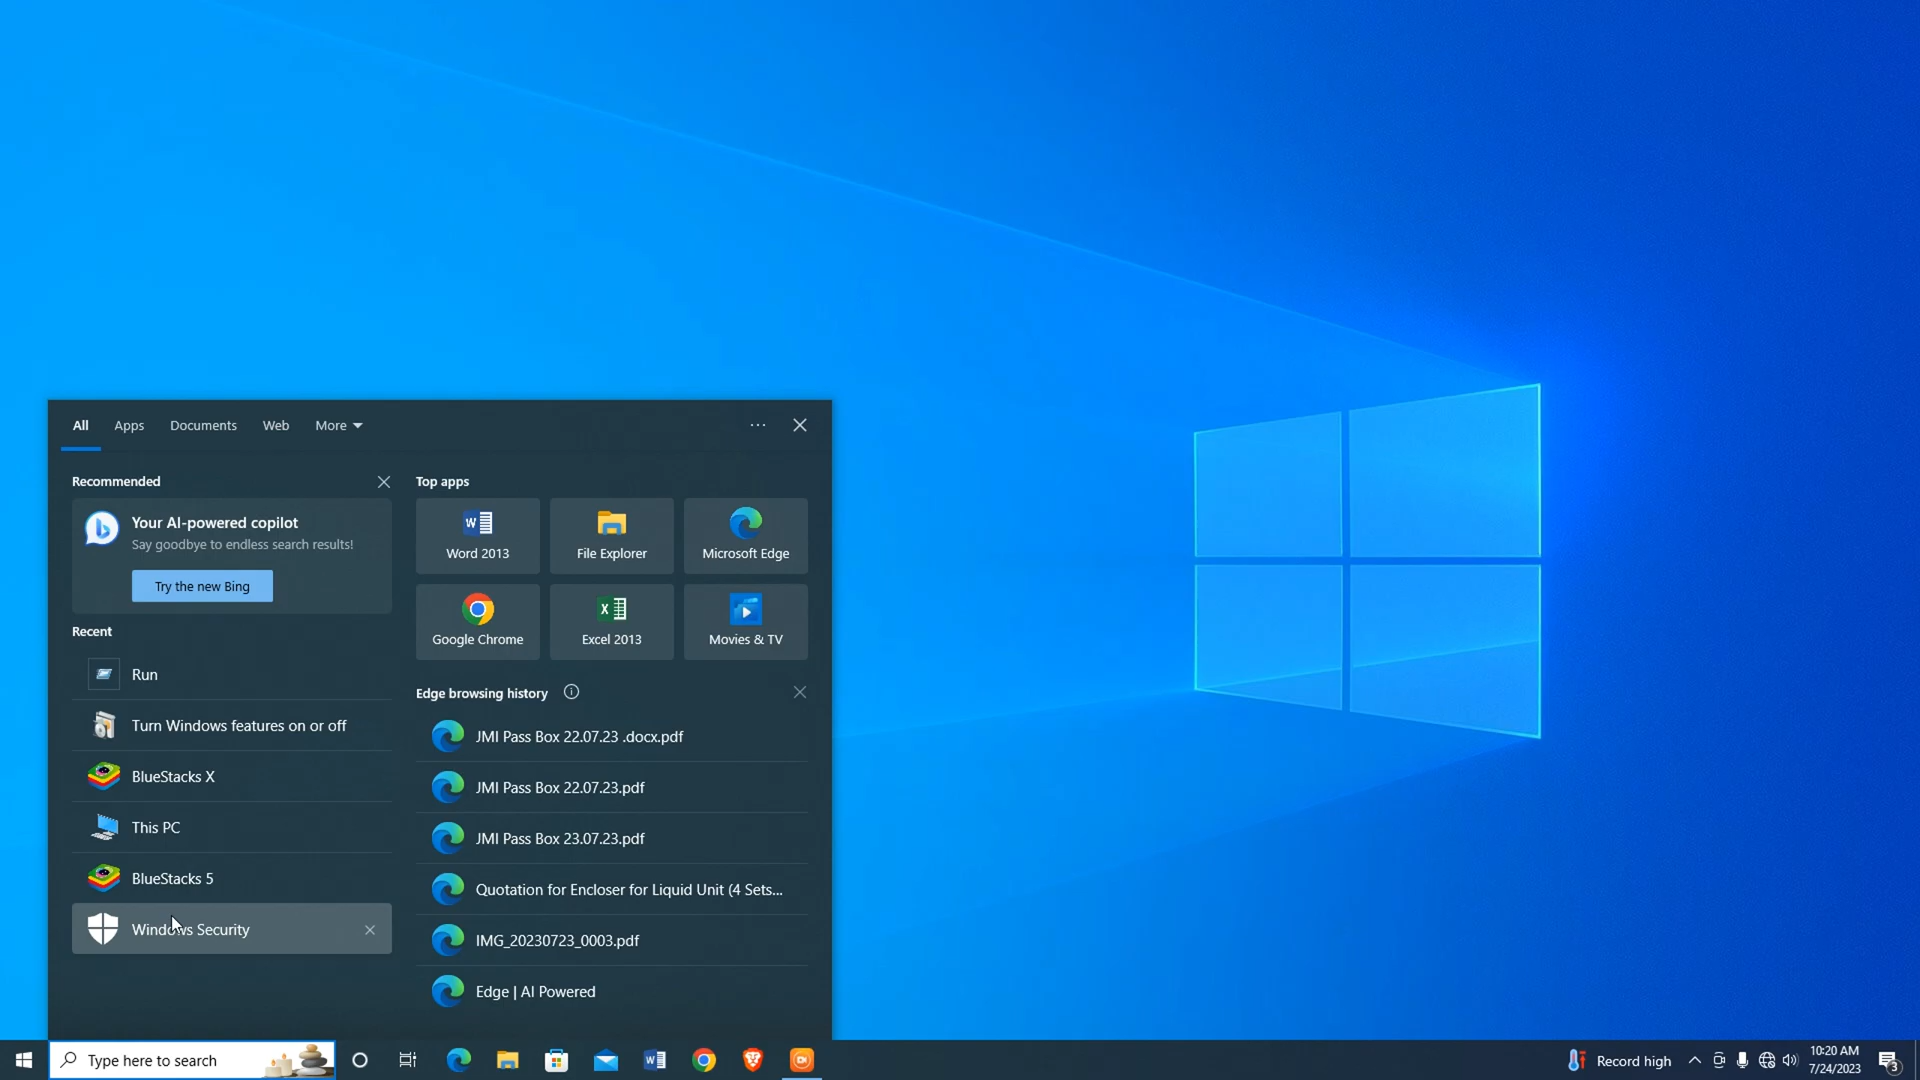 All Apps Documents Web More
Recommended
Your AI-powered copilot
Say goodbye to endless search results!
Try the new Bing
Recent
Run
Turn Windows features on or off
BlueStacks X
This PC
BlueStacks 5
Windows Security
Top apps
Word 2013 File Explorer Microsoft Edge
Google Chrome Excel 2013 Movies & TV
Edge browsing history
JMI Pass Box 22.07.23 .docx.pdf
JMI Pass Box 22.07.23.pdf
JMI Pass Box 23.07.23.pdf
Quotation for Encloser for Liquid Unit (4 Sets...
IMG_20230723_0003.pdf
Edge | AI Powered
Type here to search
Record high
10:20 AM
7/24/2023
3